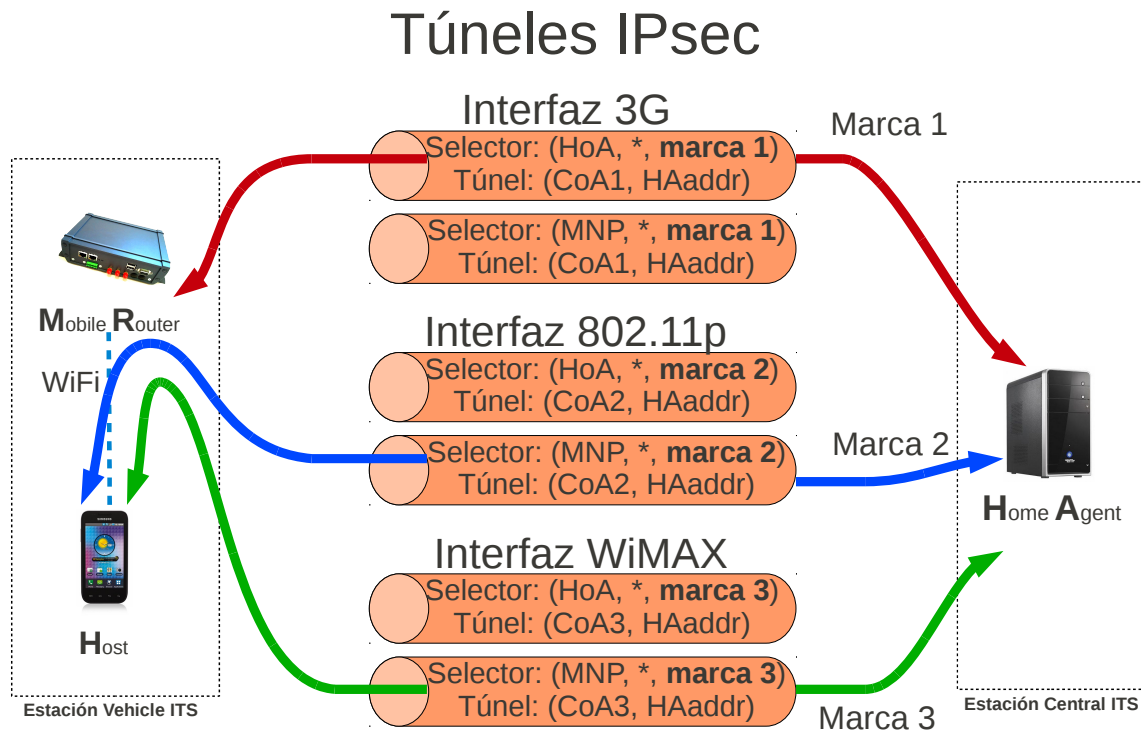 Túneles IPsec
Interfaz 3G
Marca 1
Selector: (HoA, *, marca 1)
Túnel: (CoA1, HAaddr)
Selector: (MNP, *, marca 1)
Túnel: (CoA1, HAaddr)
Mobile Router
WiFi
Interfaz 802.11p
Selector: (HoA, *, marca 2)
Túnel: (CoA2, HAaddr)
Marca 2
Selector: (MNP, *, marca 2)
Túnel: (CoA2, HAaddr)
Home Agent
Interfaz WiMAX
Selector: (HoA, *, marca 3)
Túnel: (CoA3, HAaddr)
Host
Selector: (MNP, *, marca 3)
Túnel: (CoA3, HAaddr)
Marca 3
Estación Vehicle ITS
Estación Central ITS